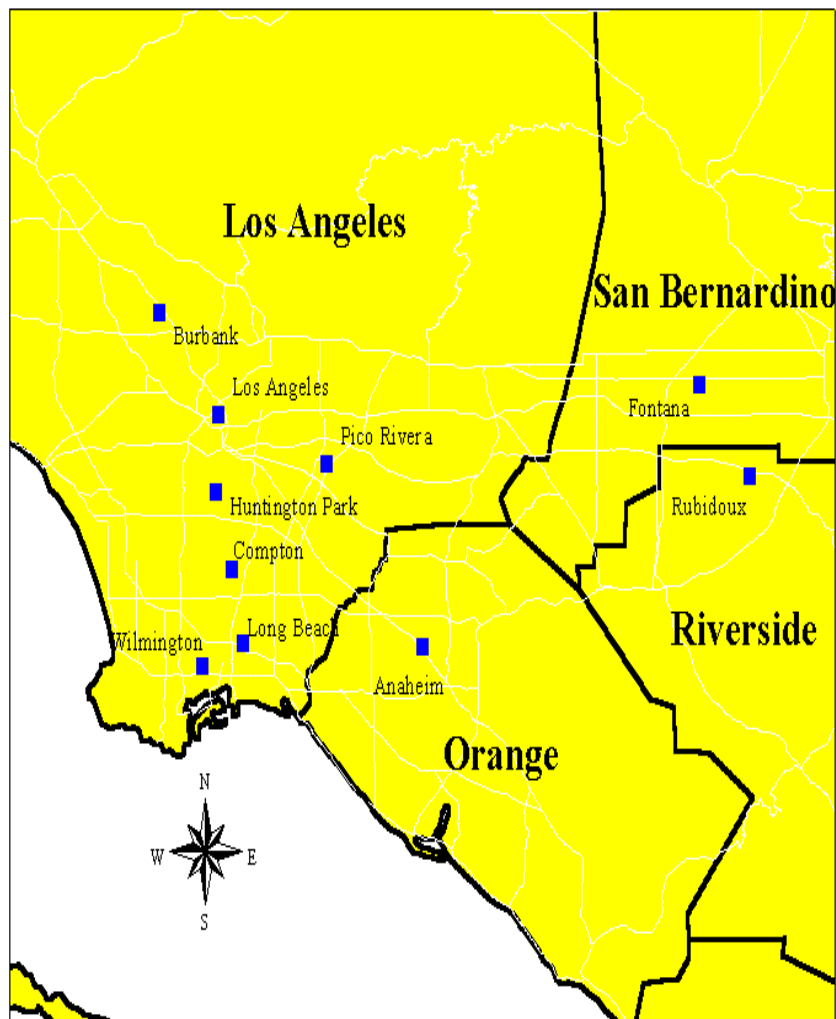 Los Angeles
San Bernardino
Burbank
Los Angeles
Fontana
Pico Rivera
Huntington Park
Rubidoux
Compton
Long Beach
Wilmington
Riverside
Anaheim
Orange
N
W
E
S